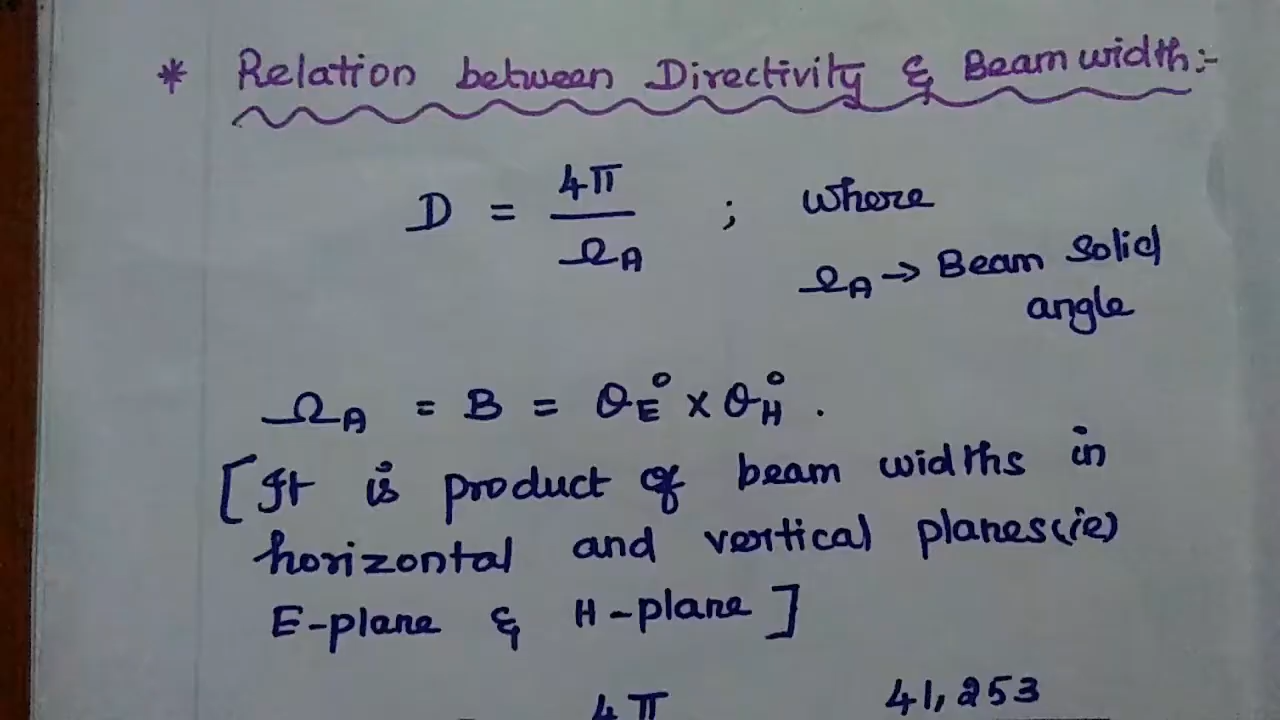 * Relation between Directivity & Beam width:-
D = 4π / ΩA ; where
ΩA → Beam solid angle
ΩA = B = θE° × θH° .
[It is product of beam widths in
horizontal and vertical planes(ie)
E-plane & H-plane]
4π 41,253